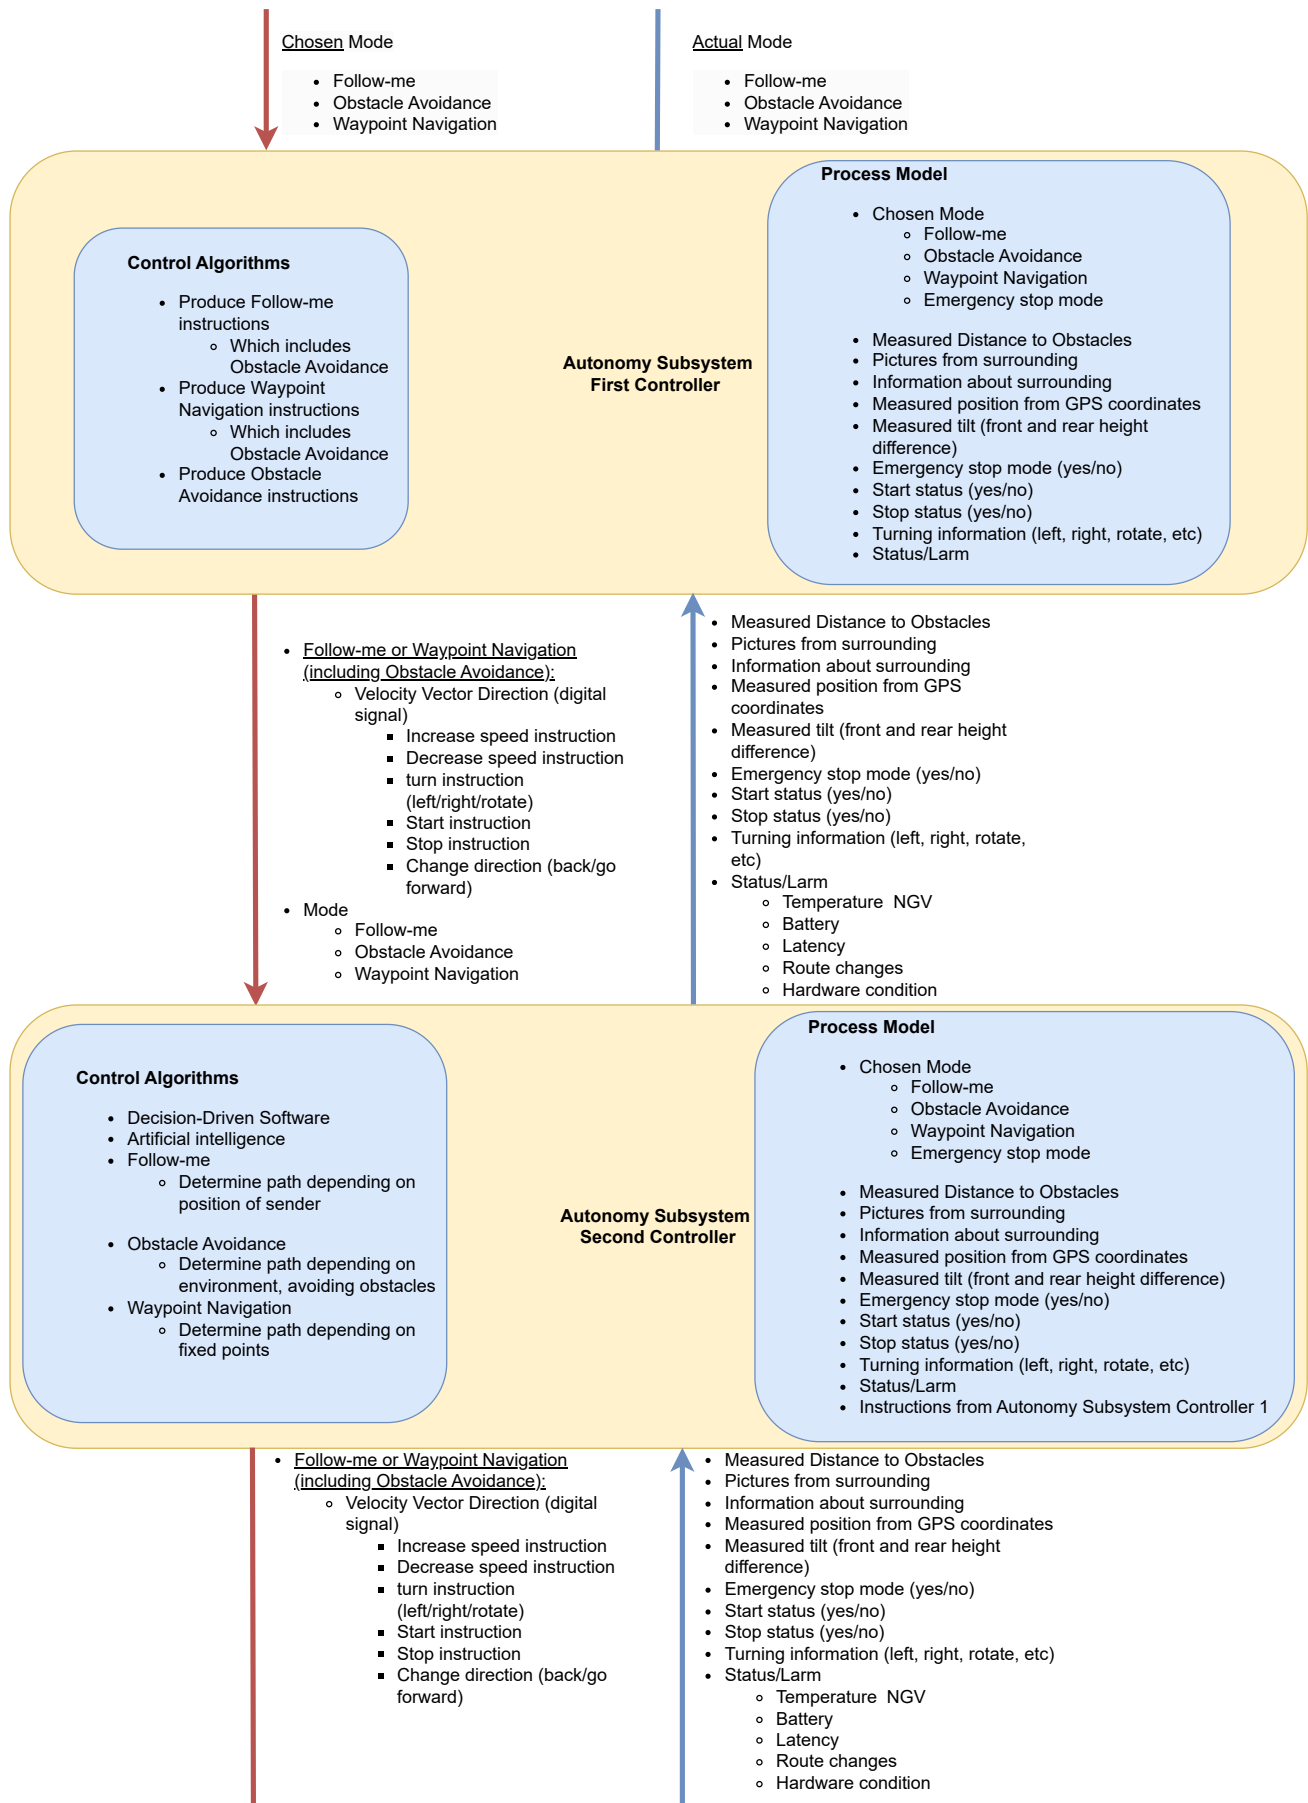 Chosen Mode
Follow-me
Obstacle Avoidance
Waypoint Navigation
Actual Mode
Follow-me
Obstacle Avoidance
Waypoint Navigation
Control Algorithms
Produce Follow-me
instructions
Which includes
Obstacle Avoidance
Produce Waypoint
Navigation instructions
Which includes
Obstacle Avoidance
Produce Obstacle
Avoidance instructions
Autonomy Subsystem
First Controller
Process Model
Chosen Mode
Follow-me
Obstacle Avoidance
Waypoint Navigation
Emergency stop mode
Measured Distance to Obstacles
Pictures from surrounding
Information about surrounding
Measured position from GPS coordinates
Measured tilt (front and rear height
difference)
Emergency stop mode (yes/no)
Start status (yes/no)
Stop status (yes/no)
Turning information (left, right, rotate, etc)
Status/Larm
Follow-me or Waypoint Navigation
(including Obstacle Avoidance):
Velocity Vector Direction (digital
signal)
Increase speed instruction
Decrease speed instruction
turn instruction
(left/right/rotate)
Start instruction
Stop instruction
Change direction (back/go
forward)
Mode
Follow-me
Obstacle Avoidance
Waypoint Navigation
Measured Distance to Obstacles
Pictures from surrounding
Information about surrounding
Measured position from GPS
coordinates
Measured tilt (front and rear height
difference)
Emergency stop mode (yes/no)
Start status (yes/no)
Stop status (yes/no)
Turning information (left, right, rotate,
etc)
Status/Larm
Temperature NGV
Battery
Latency
Route changes
Hardware condition
Control Algorithms
Decision-Driven Software
Artificial intelligence
Follow-me
Determine path depending on
position of sender
Obstacle Avoidance
Determine path depending on
environment, avoiding obstacles
Waypoint Navigation
Determine path depending on
fixed points
Autonomy Subsystem
Second Controller
Process Model
Chosen Mode
Follow-me
Obstacle Avoidance
Waypoint Navigation
Emergency stop mode
Measured Distance to Obstacles
Pictures from surrounding
Information about surrounding
Measured position from GPS coordinates
Measured tilt (front and rear height difference)
Emergency stop mode (yes/no)
Start status (yes/no)
Stop status (yes/no)
Turning information (left, right, rotate, etc)
Status/Larm
Instructions from Autonomy Subsystem Controller 1
Follow-me or Waypoint Navigation
(including Obstacle Avoidance):
Velocity Vector Direction (digital
signal)
Increase speed instruction
Decrease speed instruction
turn instruction
(left/right/rotate)
Start instruction
Stop instruction
Change direction (back/go
forward)
Measured Distance to Obstacles
Pictures from surrounding
Information about surrounding
Measured position from GPS coordinates
Measured tilt (front and rear height
difference)
Emergency stop mode (yes/no)
Start status (yes/no)
Stop status (yes/no)
Turning information (left, right, rotate, etc)
Status/Larm
Temperature NGV
Battery
Latency
Route changes
Hardware condition